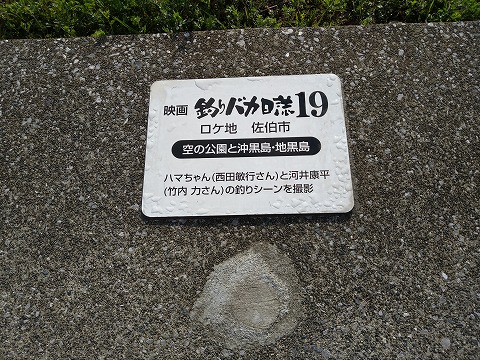 映画 釣りバカ日誌19
ロケ地 佐伯市
空の公園と沖黒島・地黒島
ハマちゃん(西田敏行さん)と河井康平
(竹内 力さん)の釣りシーンを撮影